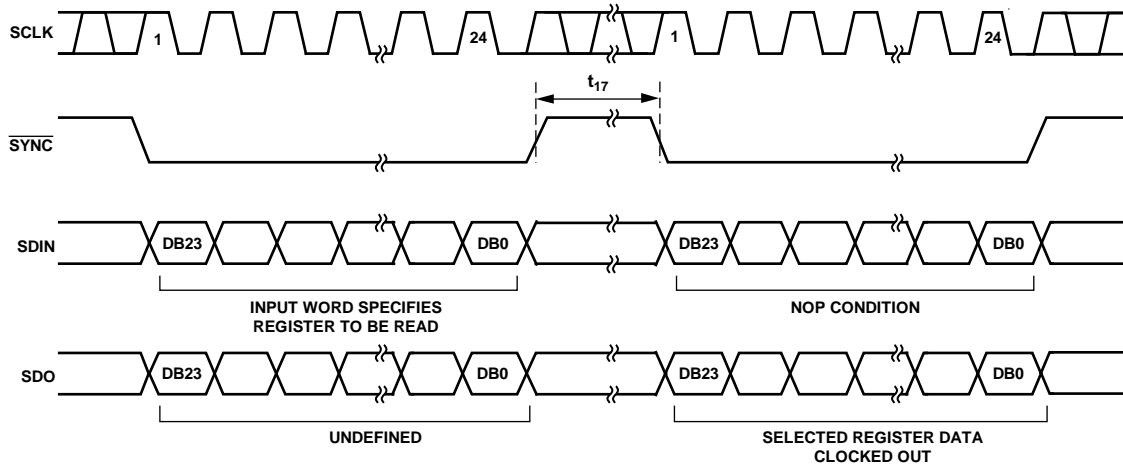 SCLK
1
24
1
24
t17
SYNC
SDIN
DB23
DB0
DB23
DB0
INPUT WORD SPECIFIES
REGISTER TO BE READ
NOP CONDITION
SDO
DB23
DB0
DB23
DB0
UNDEFINED
SELECTED REGISTER DATA
CLOCKED OUT